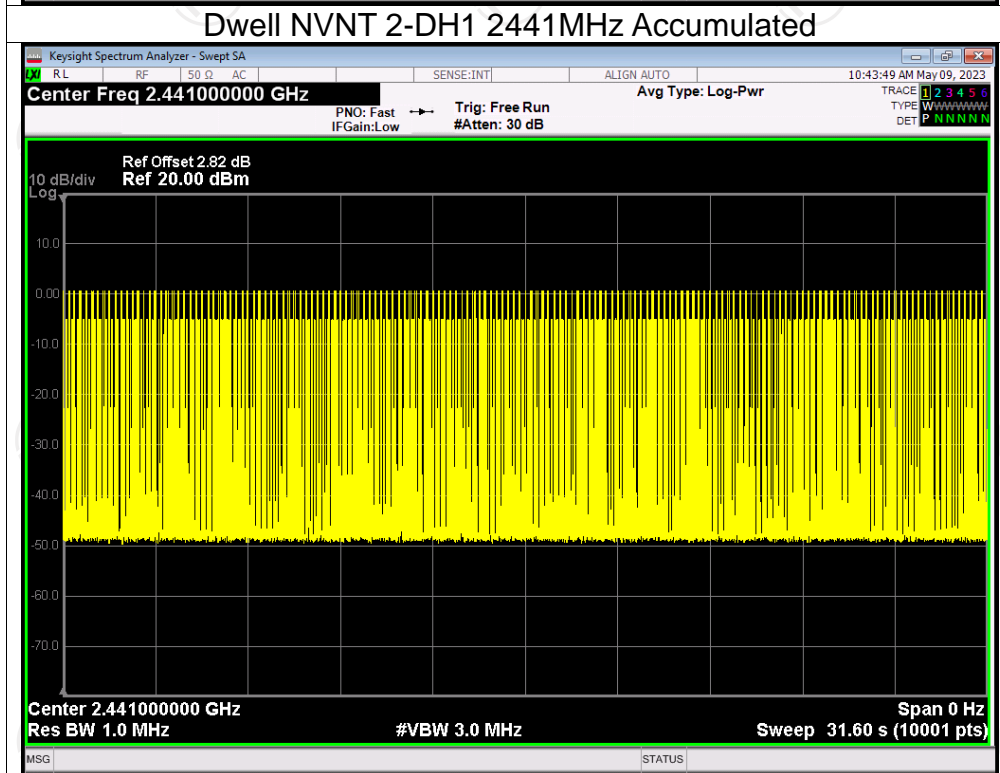 Dwell NVNT 2-DH1 2441MHz Accumulated
Keysight Spectrum Analyzer - Swept SA
LXI RL RF 50 Ω AC SENSE:INT ALIGN AUTO 10:43:49 AM May 09, 2023
Center Freq 2.441000000 GHz Avg Type: Log-Pwr TRACE 1 2 3 4 5 6
PNO: Fast Trig: Free Run TYPE WWWWWW
IFGain:Low #Atten: 30 dB DET P N N N N N
Ref Offset 2.82 dB
10 dB/div Ref 20.00 dBm
Log
10.0
0.00
-10.0
-20.0
-30.0
-40.0
-50.0
-60.0
-70.0
Center 2.441000000 GHz Span 0 Hz
Res BW 1.0 MHz #VBW 3.0 MHz Sweep 31.60 s (10001 pts)
MSG STATUS